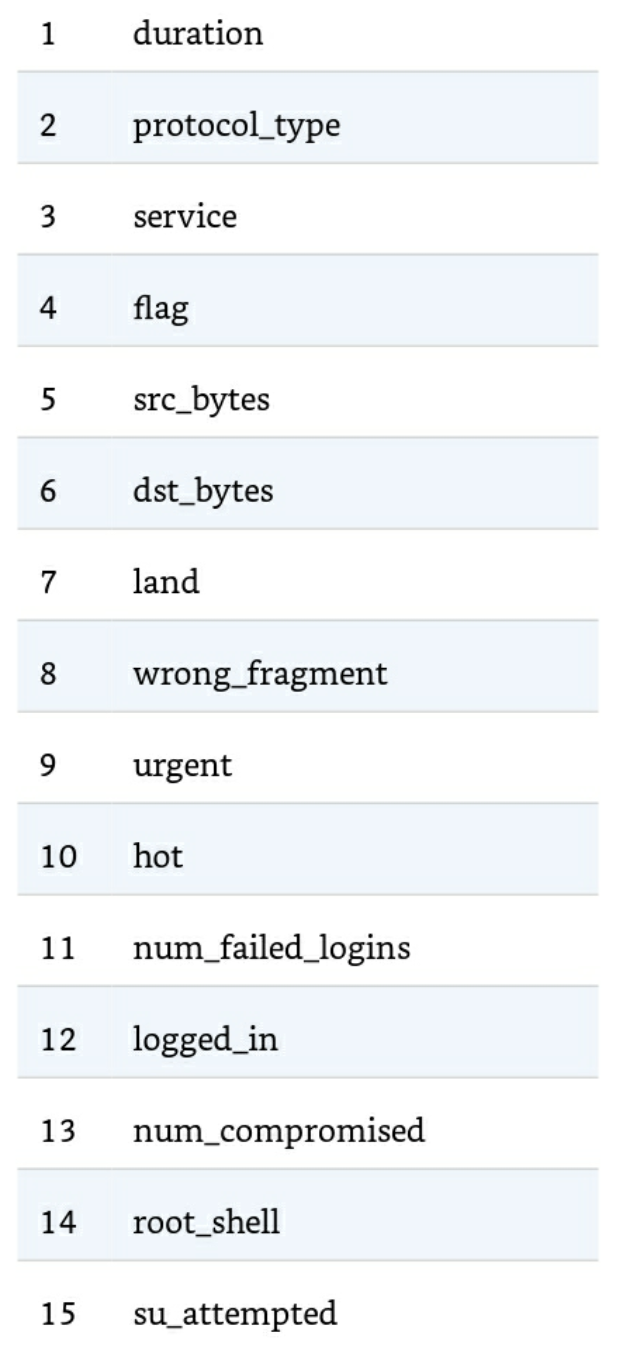 1 duration
2 protocol_type
3 service
4 flag
5 src_bytes
6 dst_bytes
7 land
8 wrong_fragment
9 urgent
10 hot
11 num_failed_logins
12 logged_in
13 num_compromised
14 root_shell
15 su_attempted